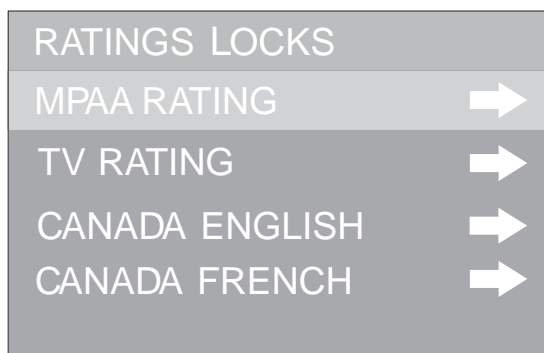 RATINGS LOCKS
MPAA RATING
TV RATING
CANADA ENGLISH
CANADA FRENCH